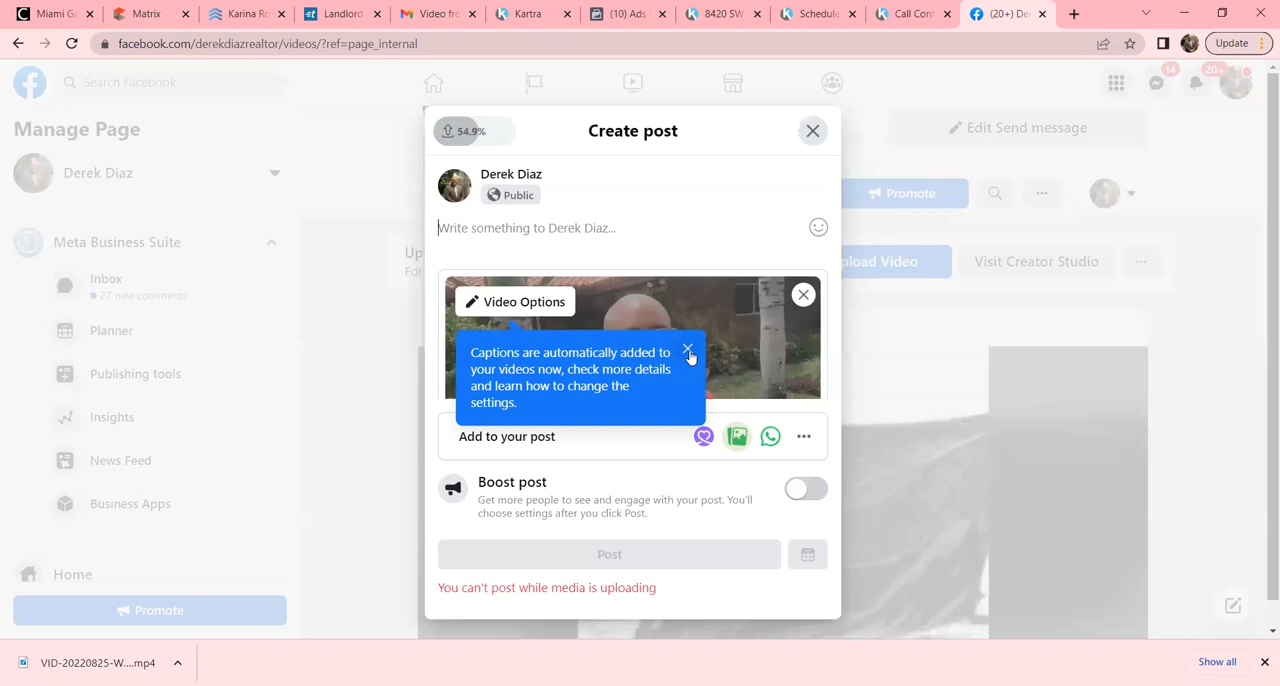 Miami Ga
Matrix
Karina Ro
Landlord
Video fro
Kartra
(10) Ads
8420 SW
Schedule
Call Con
(20+) De
facebook.com/derekdiazrealtor/videos/?ref=page_internal
Update
Search Facebook
14
20+
Manage Page
Derek Diaz
Meta Business Suite
Inbox
27 new comments
Planner
Publishing tools
Insights
News Feed
Business Apps
Home
Promote
54.9%
Create post
Derek Diaz
Public
Write something to Derek Diaz...
Video Options
Captions are automatically added to
your videos now, check more details
and learn how to change the
settings.
Add to your post
Boost post
Get more people to see and engage with your post. You'll
choose settings after you click Post.
Post
You can't post while media is uploading
Edit Send message
Promote
Up
For
pload Video
Visit Creator Studio
VID-20220825-W....mp4
Show all